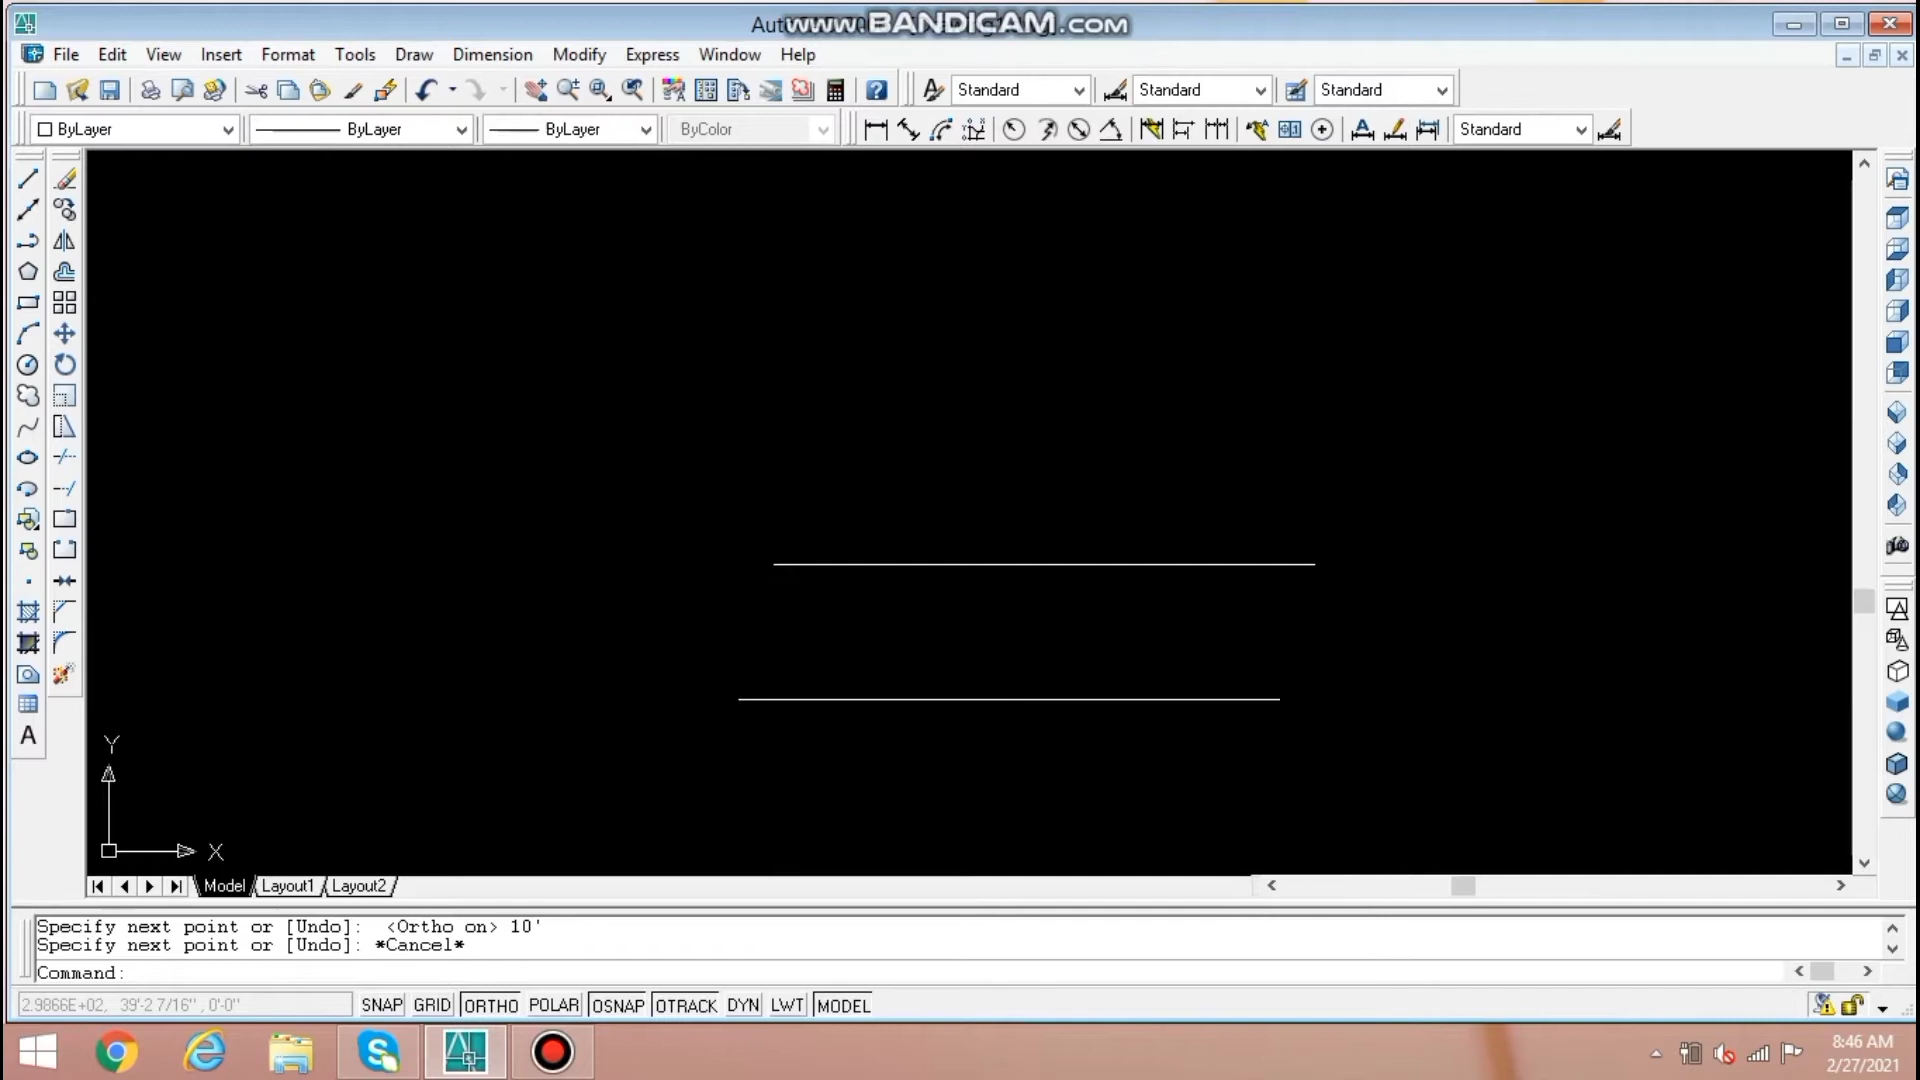 www.BANDICAM.com
File Edit View Insert Format Tools Draw Dimension Modify Express Window Help
Standard Standard Standard
ByLayer ByLayer ByLayer ByColor Standard
A
Y
X
Model Layout1 Layout2
Specify next point or [Undo]: <Ortho on> 10'
Specify next point or [Undo]: *Cancel*
Command:
2.9866E+02, 39'-2 7/16", 0'-0"
SNAP GRID ORTHO POLAR OSNAP OTRACK DYN LWT MODEL
8:46 AM
2/27/2021